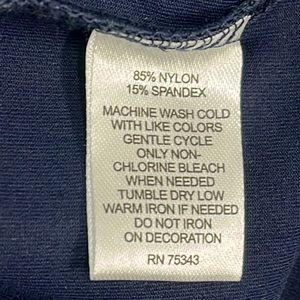 85% NYLON
15% SPANDEX
MACHINE WASH COLD
WITH LIKE COLORS
GENTLE CYCLE
ONLY NON-
CHLORINE BLEACH
WHEN NEEDED
TUMBLE DRY LOW
WARM IRON IF NEEDED
DO NOT IRON
ON DECORATION
RN 75343